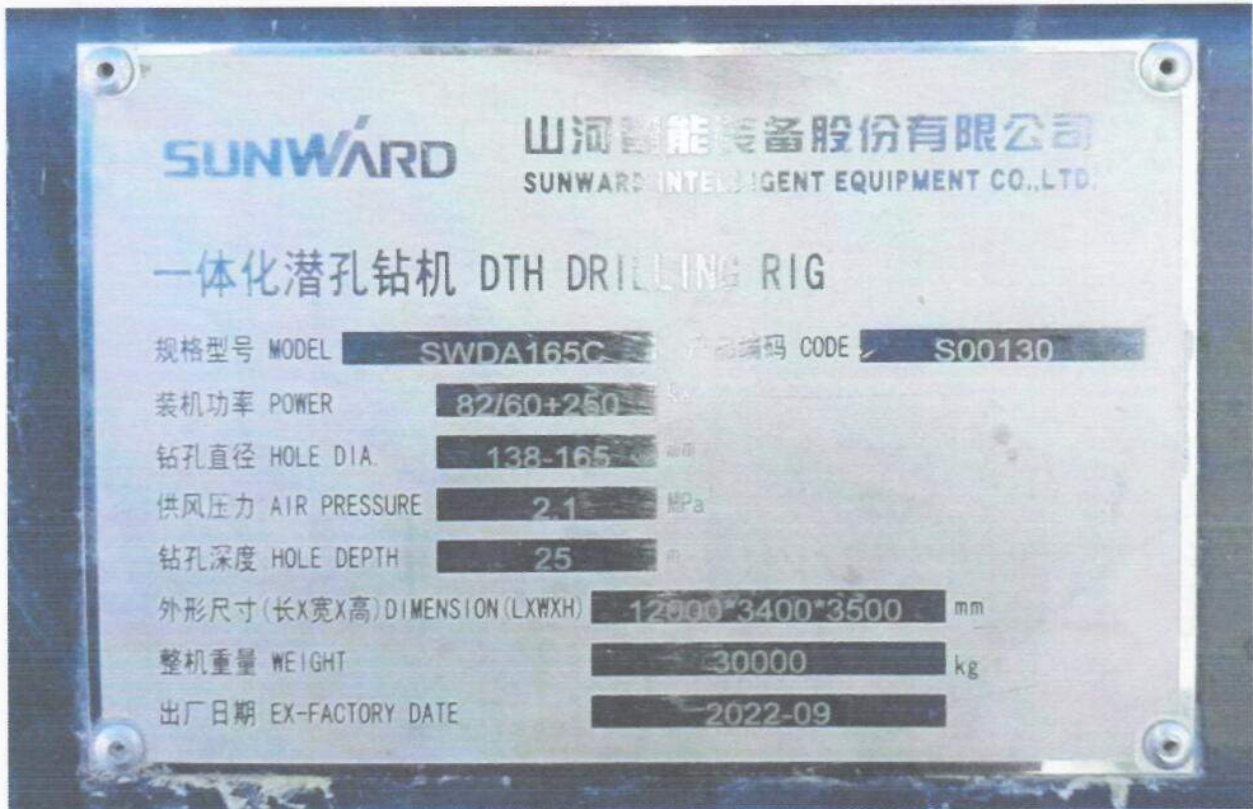 SUNWARD
山河智能装备股份有限公司
SUNWARD INTELLIGENT EQUIPMENT CO.,LTD.
一体化潜孔钻机 DTH DRILLING RIG
规格型号 MODEL SWDA165C 产品编码 CODE S00130
装机功率 POWER 82/60+250 kw
钻孔直径 HOLE DIA. 138-165 mm
供风压力 AIR PRESSURE 2.1 MPa
钻孔深度 HOLE DEPTH 25 m
外形尺寸(长X宽X高)DIMENSION(LXWXH) 12000*3400*3500 mm
整机重量 WEIGHT 30000 kg
出厂日期 EX-FACTORY DATE 2022-09